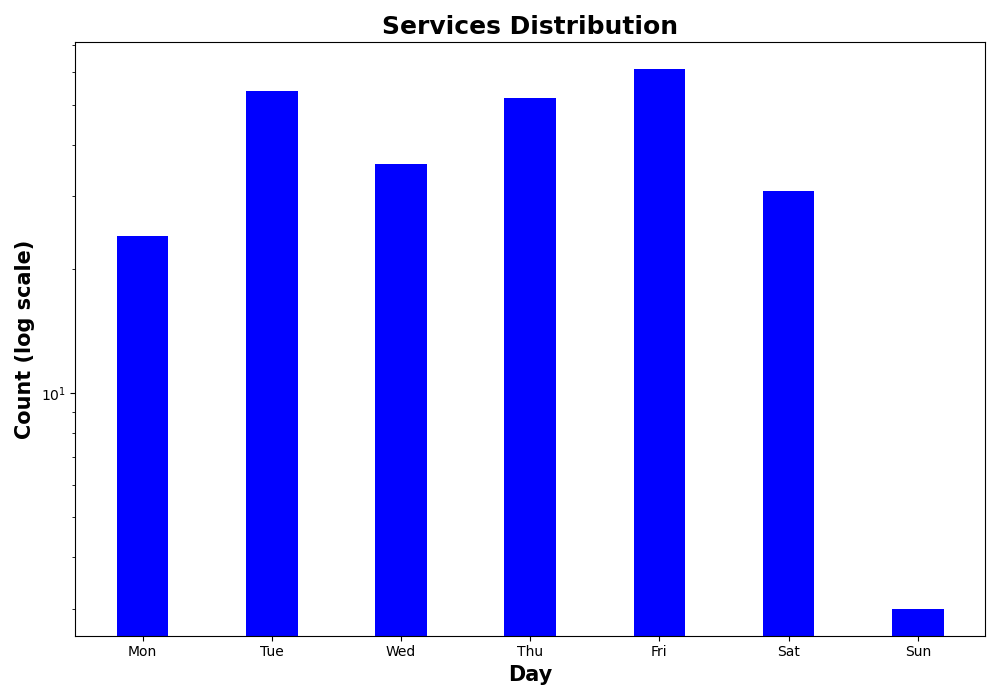 Services Distribution
Count (log scale)
10¹
Mon Tue Wed Thu Fri Sat Sun
Day